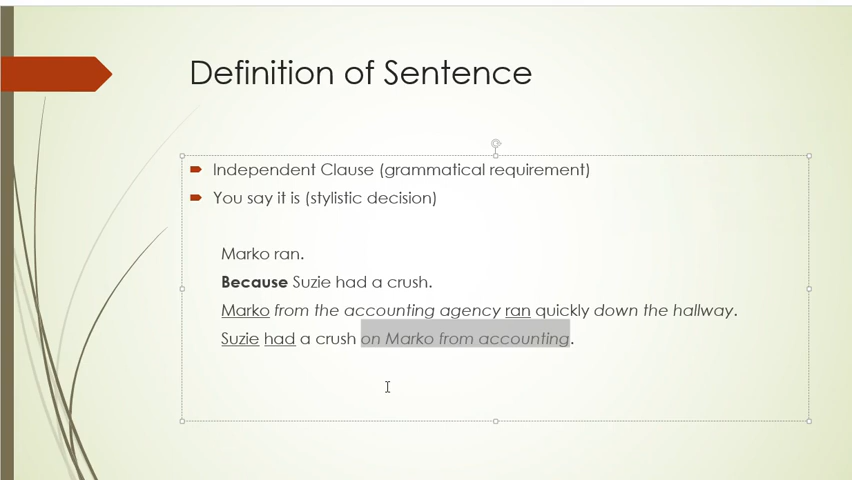 Definition of Sentence
Independent Clause (grammatical requirement)
You say it is (stylistic decision)
Marko ran.
Because Suzie had a crush.
Marko from the accounting agency ran quickly down the hallway.
Suzie had a crush on Marko from accounting.